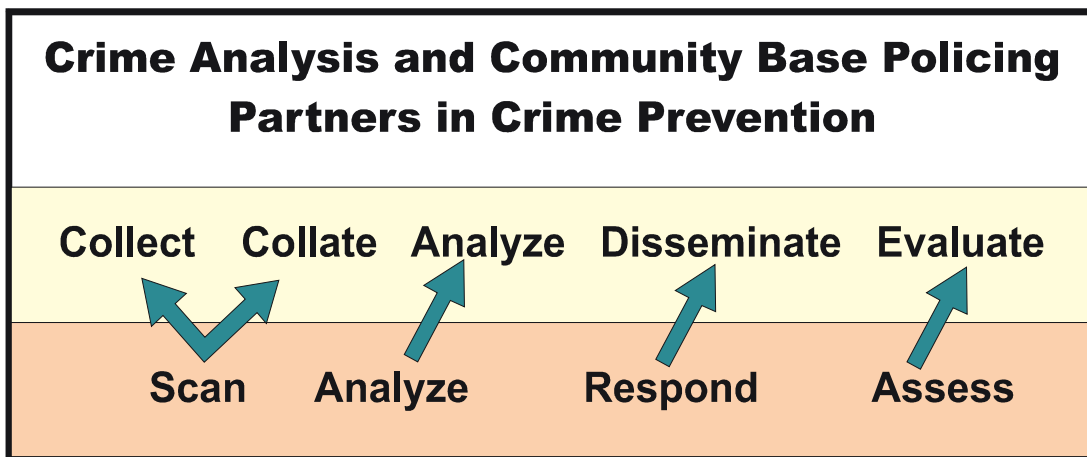 Crime Analysis and Community Base Policing
Partners in Crime Prevention
Collect Collate Analyze Disseminate Evaluate
Scan Analyze Respond Assess